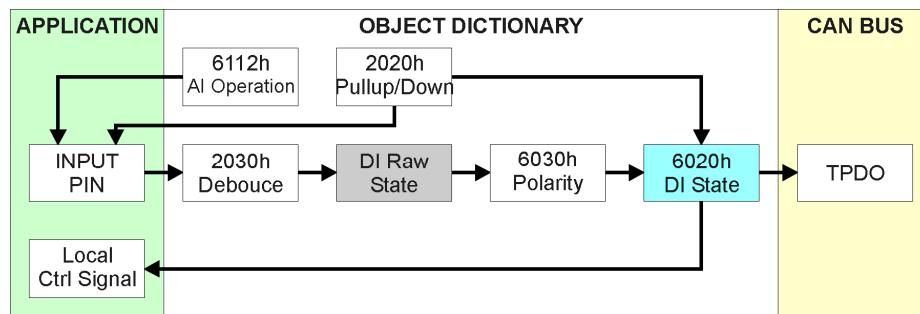 APPLICATION
OBJECT DICTIONARY
CAN BUS
6112h
AI Operation
2020h
Pullup/Down
INPUT
PIN
2030h
Debouce
DI Raw
State
6030h
Polarity
6020h
DI State
TPDO
Local
Ctrl Signal